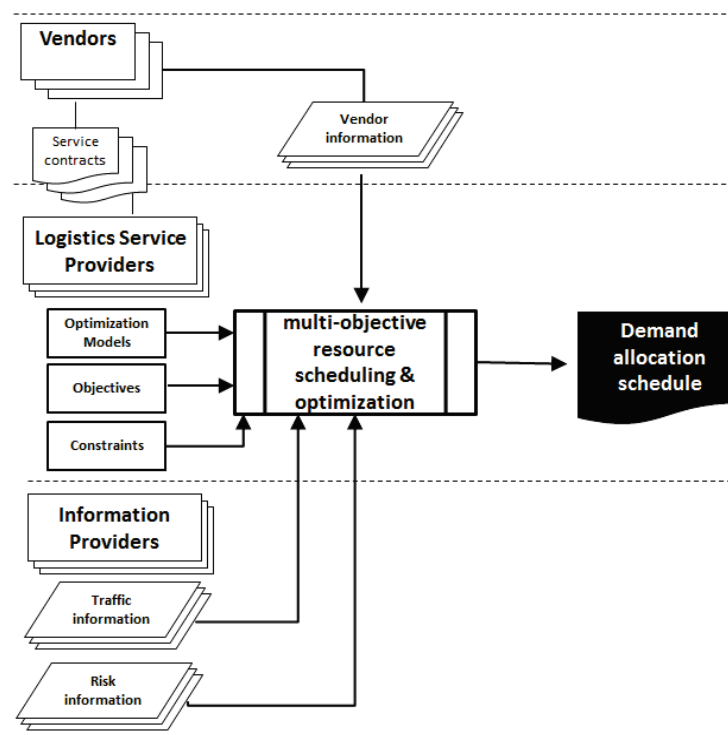 Vendors
Vendor
information
Service
contracts
Logistics Service
Providers
Optimization
Models
Objectives
Constraints
multi-objective
resource
scheduling &
optimization
Demand
allocation
schedule
Information
Providers
Traffic
information
Risk
information